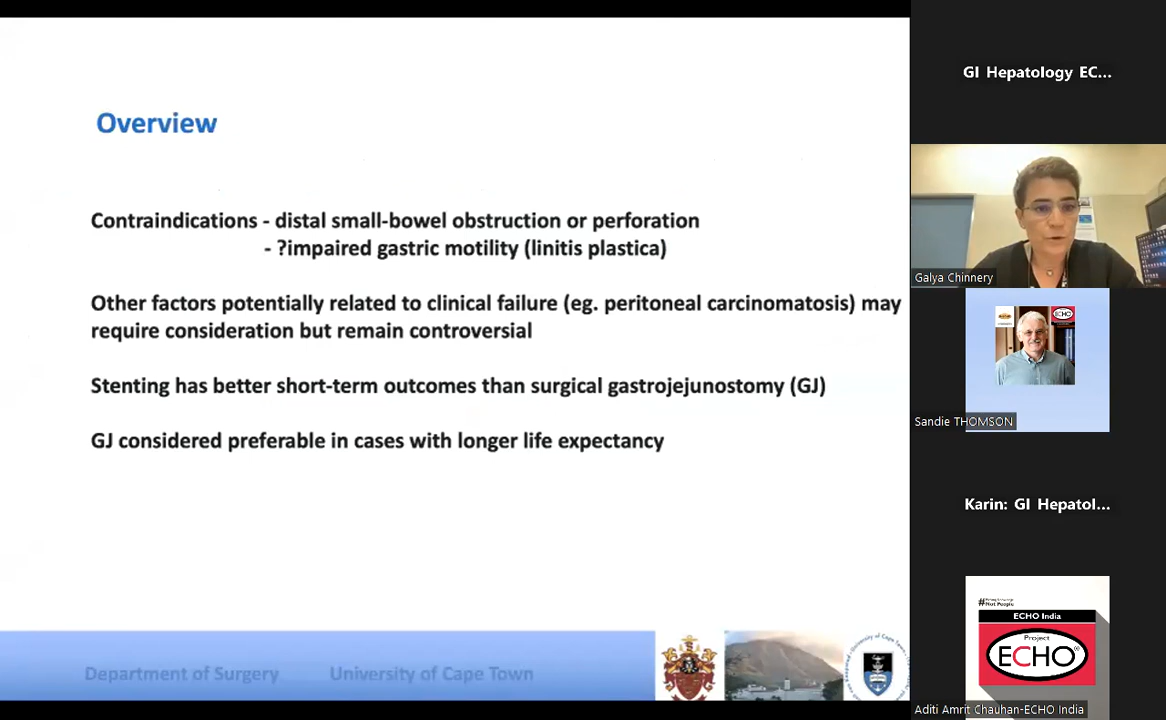 Overview
Contraindications - distal small-bowel obstruction or perforation
- ?impaired gastric motility (linitis plastica)
Other factors potentially related to clinical failure (eg. peritoneal carcinomatosis) may
require consideration but remain controversial
Stenting has better short-term outcomes than surgical gastrojejunostomy (GJ)
GJ considered preferable in cases with longer life expectancy
Department of Surgery University of Cape Town
GI Hepatology EC...
Galya Chinnery
ECHO
Sandie THOMSON
Karin: GI Hepatol...
Not People
ECHO India
Project
ECHO®
Aditi Amrit Chauhan-ECHO India